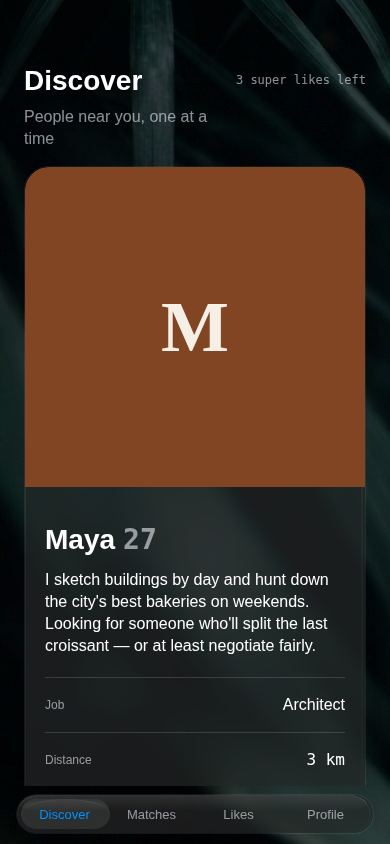 Discover
3 super likes left
People near you, one at a
time
M
Maya 27
I sketch buildings by day and hunt down
the city's best bakeries on weekends.
Looking for someone who'll split the last
croissant — or at least negotiate fairly.
Job
Architect
Distance
3 km
Discover
Matches
Likes
Profile